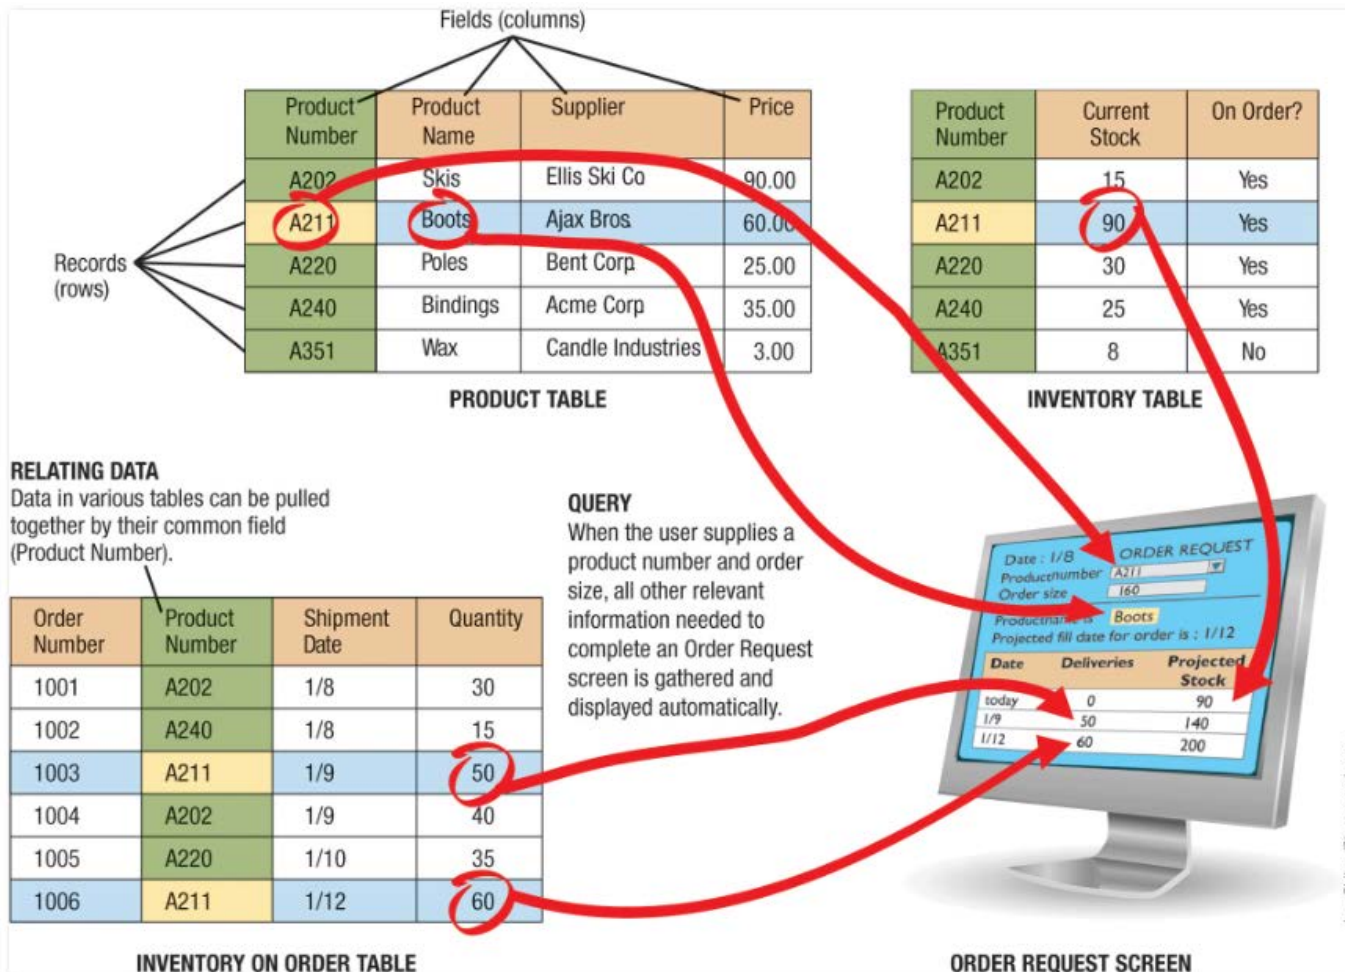 Fields (columns)
Product Number Product Name Supplier Price
A202 Skis Ellis Ski Co 90.00
A211 Boots Ajax Bros. 60.00
A220 Poles Bent Corp 25.00
A240 Bindings Acme Corp 35.00
A351 Wax Candle Industries 3.00
Records
(rows)
PRODUCT TABLE
Product Number Current Stock On Order?
A202 15 Yes
A211 90 Yes
A220 30 Yes
A240 25 Yes
A351 8 No
INVENTORY TABLE
RELATING DATA
Data in various tables can be pulled
together by their common field
(Product Number).
Order Number Product Number Shipment Date Quantity
1001 A202 1/8 30
1002 A240 1/8 15
1003 A211 1/9 50
1004 A202 1/9 40
1005 A220 1/10 35
1006 A211 1/12 60
INVENTORY ON ORDER TABLE
QUERY
When the user supplies a
product number and order
size, all other relevant
information needed to
complete an Order Request
screen is gathered and
displayed automatically.
Date : 1/8 ORDER REQUEST
Productnumber A211
Order size 160
Productname is Boots
Projected fill date for order is : 1/12
Date Deliveries Projected Stock
today 0 90
1/9 50 140
1/12 60 200
ORDER REQUEST SCREEN